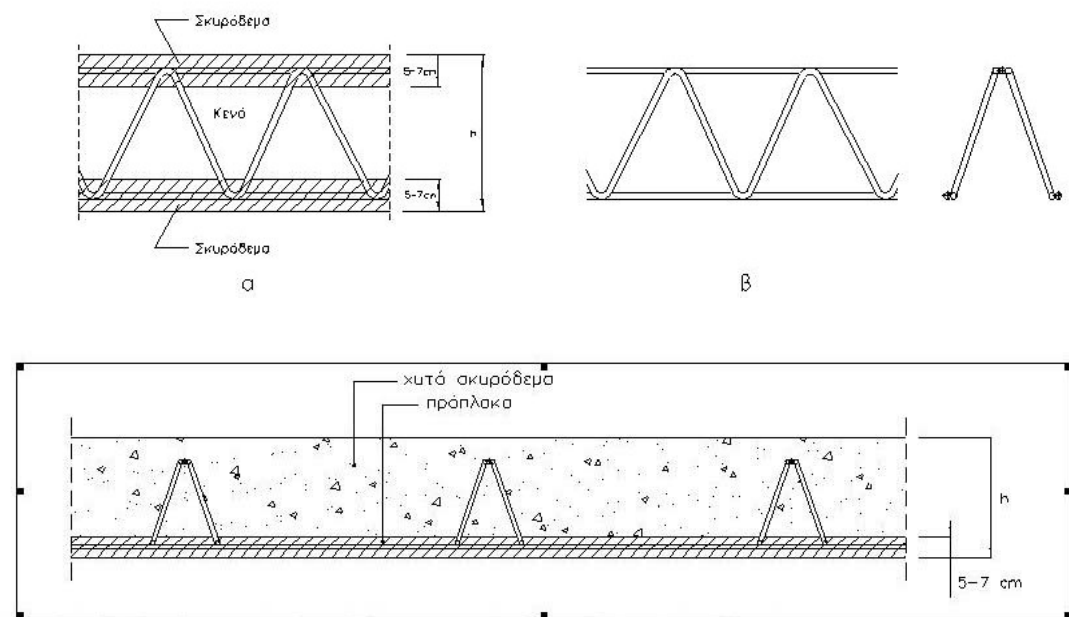 Σκυρόδεμα
5-7cm
Κενό
h
5-7cm
Σκυρόδεμα
α
β
χυτό σκυρόδεμα
πρόπλακα
h
5-7 cm